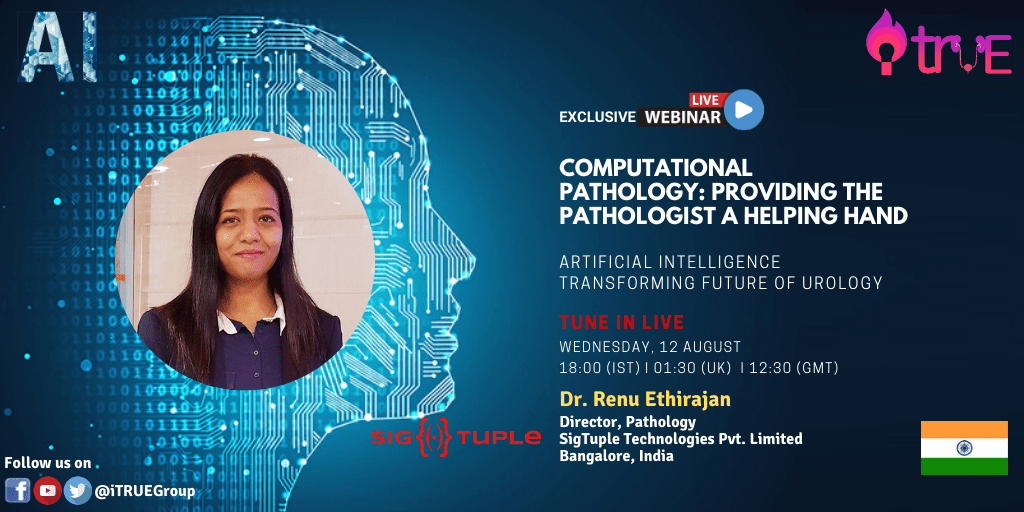 AI
iTrUE
EXCLUSIVE LIVE WEBINAR
COMPUTATIONAL
PATHOLOGY: PROVIDING THE
PATHOLOGIST A HELPING HAND
ARTIFICIAL INTELLIGENCE
TRANSFORMING FUTURE OF UROLOGY
TUNE IN LIVE
WEDNESDAY, 12 AUGUST
18:00 (IST) I 01:30 (UK) I 12:30 (GMT)
Dr. Renu Ethirajan
Director, Pathology
SigTuple Technologies Pvt. Limited
Bangalore, India
SIG{(·)}TUPLE
Follow us on
@iTRUEGroup